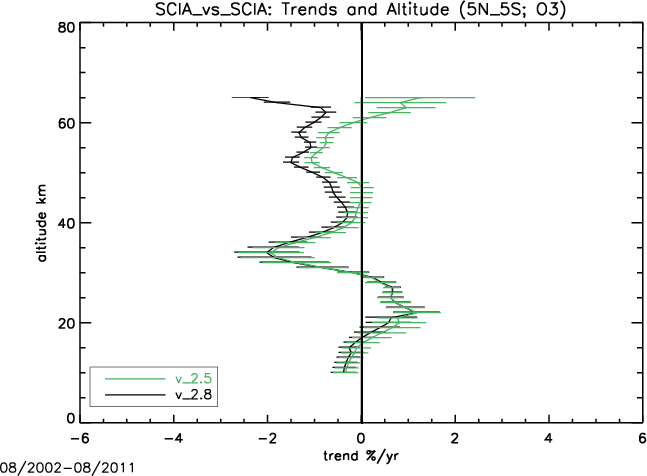 SCIA_vs_SCIA: Trends and Altitude (5N_5S; O3)
80
60
40
20
0
altitude km
v_2.5
v_2.8
−6 −4 −2 0 2 4 6
trend %/yr
08/2002−08/2011